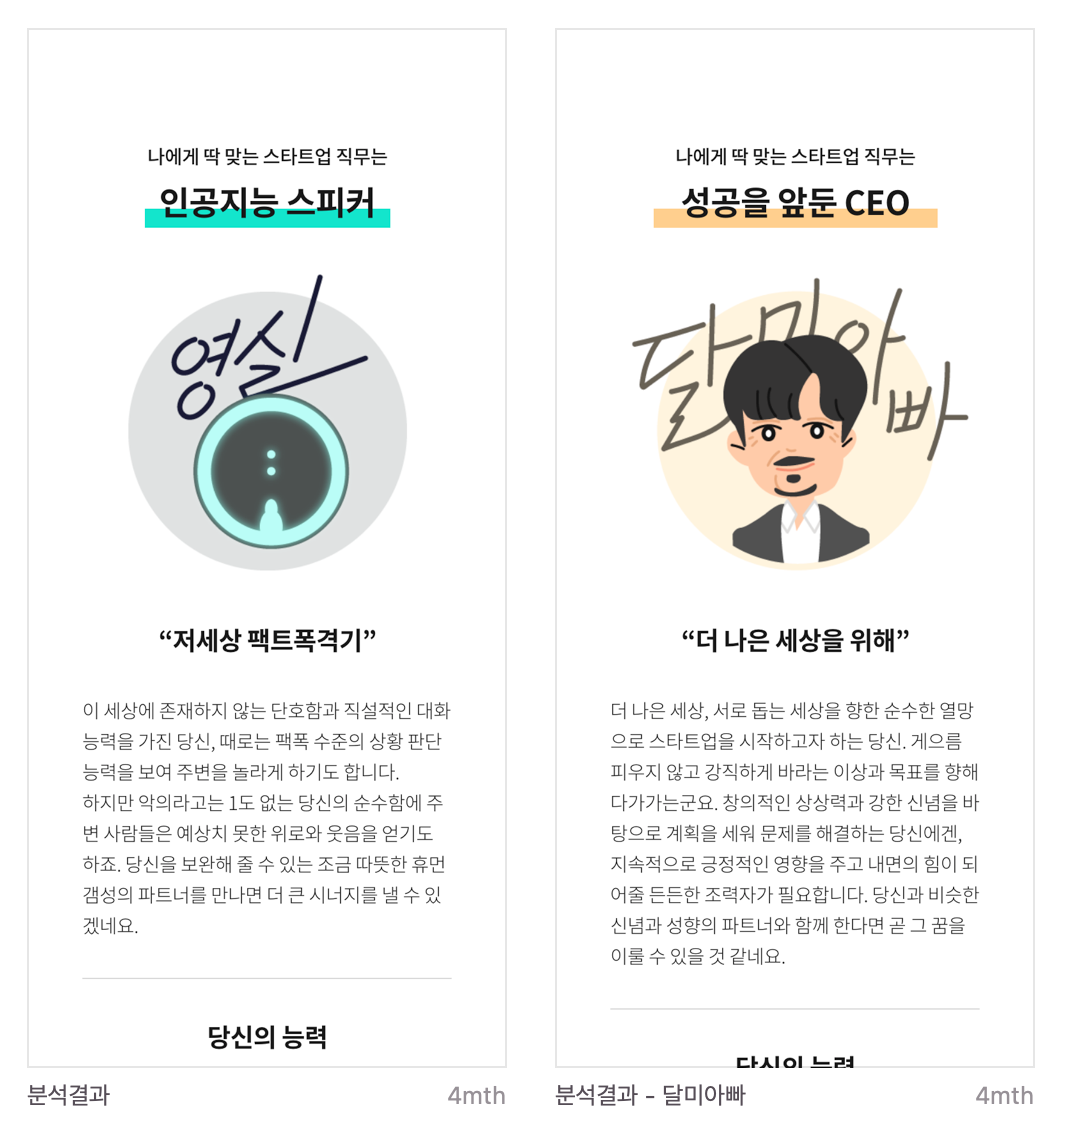 나에게 딱 맞는 스타트업 직무는
인공지능 스피커
영실
“저세상 팩트폭격기”
이 세상에 존재하지 않는 단호함과 직설적인 대화
능력을 가진 당신, 때로는 팩폭 수준의 상황 판단
능력을 보여 주변을 놀라게 하기도 합니다.
하지만 악의라고는 1도 없는 당신의 순수함에 주
변 사람들은 예상치 못한 위로와 웃음을 얻기도
하죠. 당신을 보완해 줄 수 있는 조금 따뜻한 휴먼
갬성의 파트너를 만나면 더 큰 시너지를 낼 수 있
겠네요.
당신의 능력
분석결과
4mth
나에게 딱 맞는 스타트업 직무는
성공을 앞둔 CEO
달미아빠
“더 나은 세상을 위해”
더 나은 세상, 서로 돕는 세상을 향한 순수한 열망
으로 스타트업을 시작하고자 하는 당신. 게으름
피우지 않고 강직하게 바라는 이상과 목표를 향해
다가가는군요. 창의적인 상상력과 강한 신념을 바
탕으로 계획을 세워 문제를 해결하는 당신에겐,
지속적으로 긍정적인 영향을 주고 내면의 힘이 되
어줄 든든한 조력자가 필요합니다. 당신과 비슷한
신념과 성향의 파트너와 함께 한다면 곧 그 꿈을
이룰 수 있을 것 같네요.
당신의 능력
분석결과 - 달미아빠
4mth